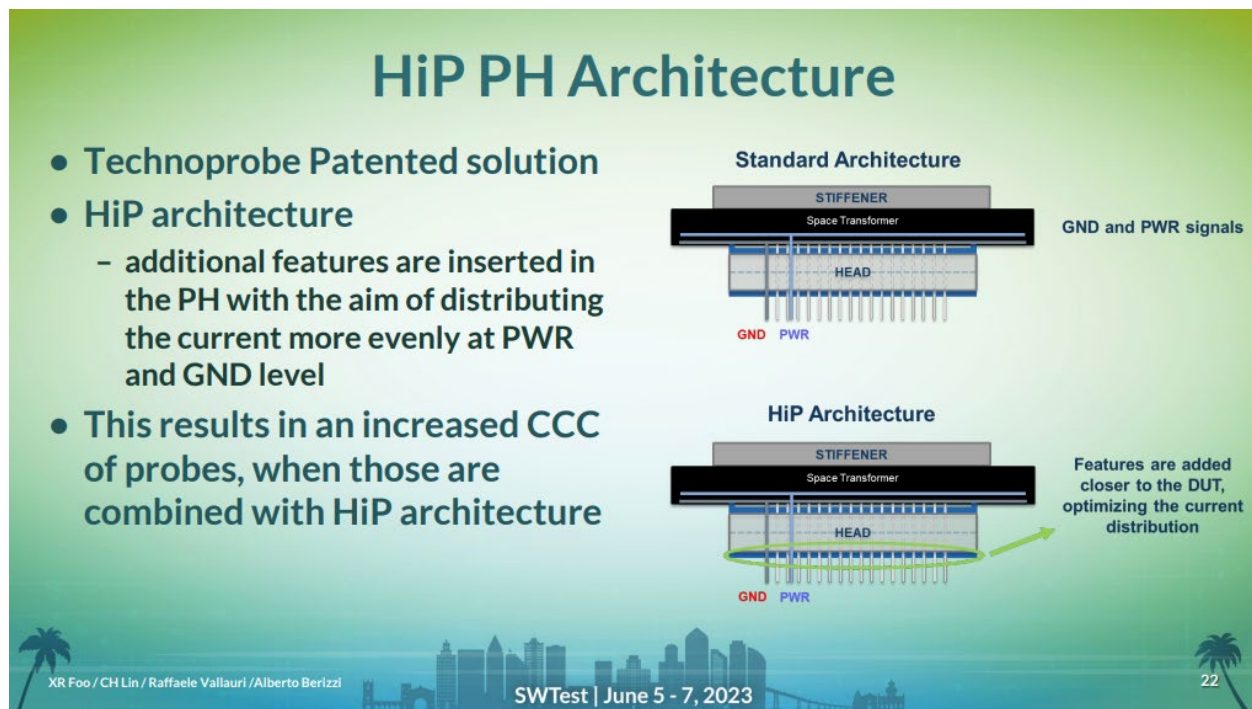 HiP PH Architecture
● Technoprobe Patented solution
● HiP architecture
– additional features are inserted in
the PH with the aim of distributing
the current more evenly at PWR
and GND level
● This results in an increased CCC
of probes, when those are
combined with HiP architecture
Standard Architecture
STIFFENER
Space Transformer
GND and PWR signals
HEAD
GND PWR
HiP Architecture
STIFFENER
Space Transformer
HEAD
GND PWR
Features are added
closer to the DUT,
optimizing the current
distribution
XR Foo / CH Lin / Raffaele Vallauri /Alberto Berizzi
SWTest | June 5 - 7, 2023
22